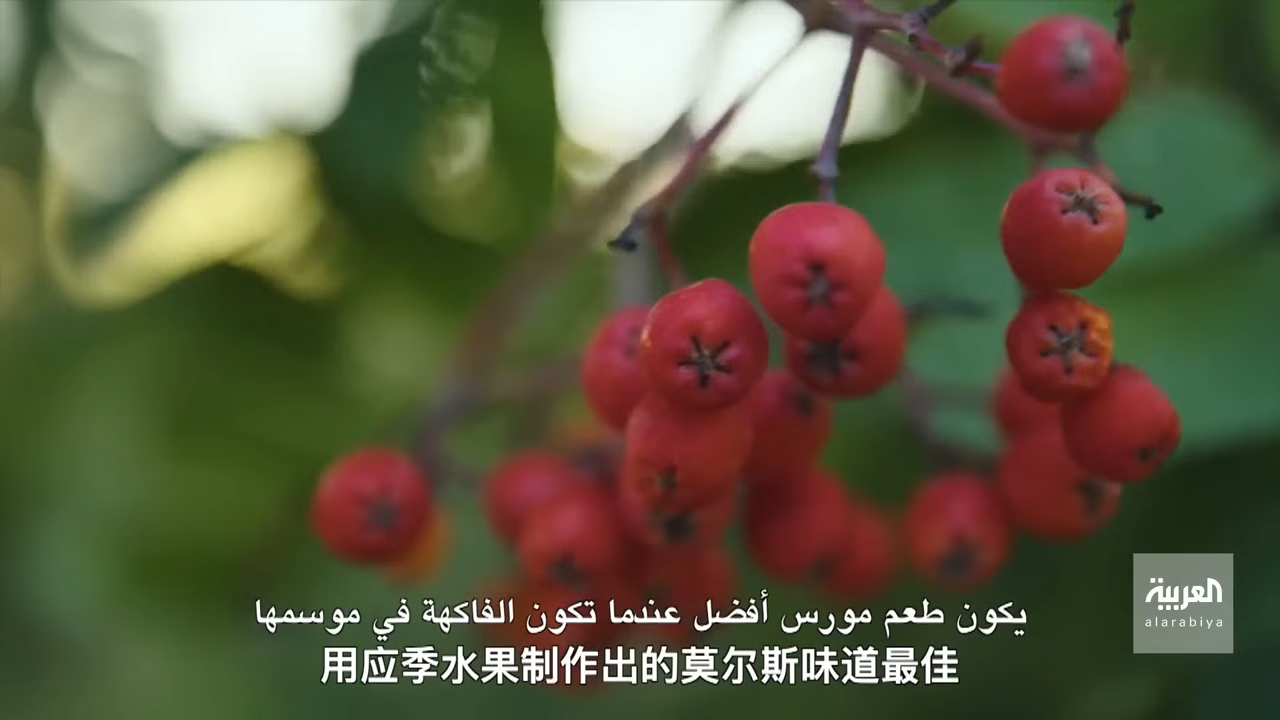 يكون طعم مورس أفضل عندما تكون الفاكهة في موسمها
用应季水果制作出的莫尔斯味道最佳
العربية
alarabiya